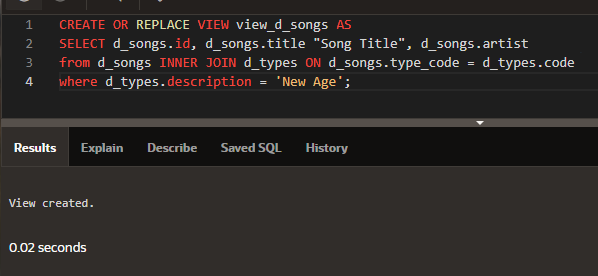 1 CREATE OR REPLACE VIEW view_d_songs AS
2 SELECT d_songs.id, d_songs.title "Song Title", d_songs.artist
3 from d_songs INNER JOIN d_types ON d_songs.type_code = d_types.code
4 where d_types.description = 'New Age';
Results Explain Describe Saved SQL History
View created.
0.02 seconds